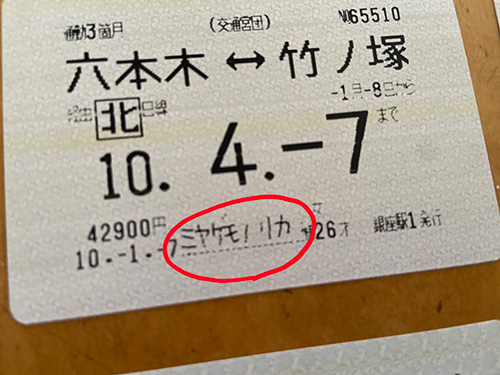 通勤3箇月 (交通営団) №65510
六本木 ↔ 竹ノ塚
-1月-8日から
経由 北 日線
10. 4.-7 まで
42900円 ミヤケモノリカ 26才 銀座駅1発行
10.-1.-7